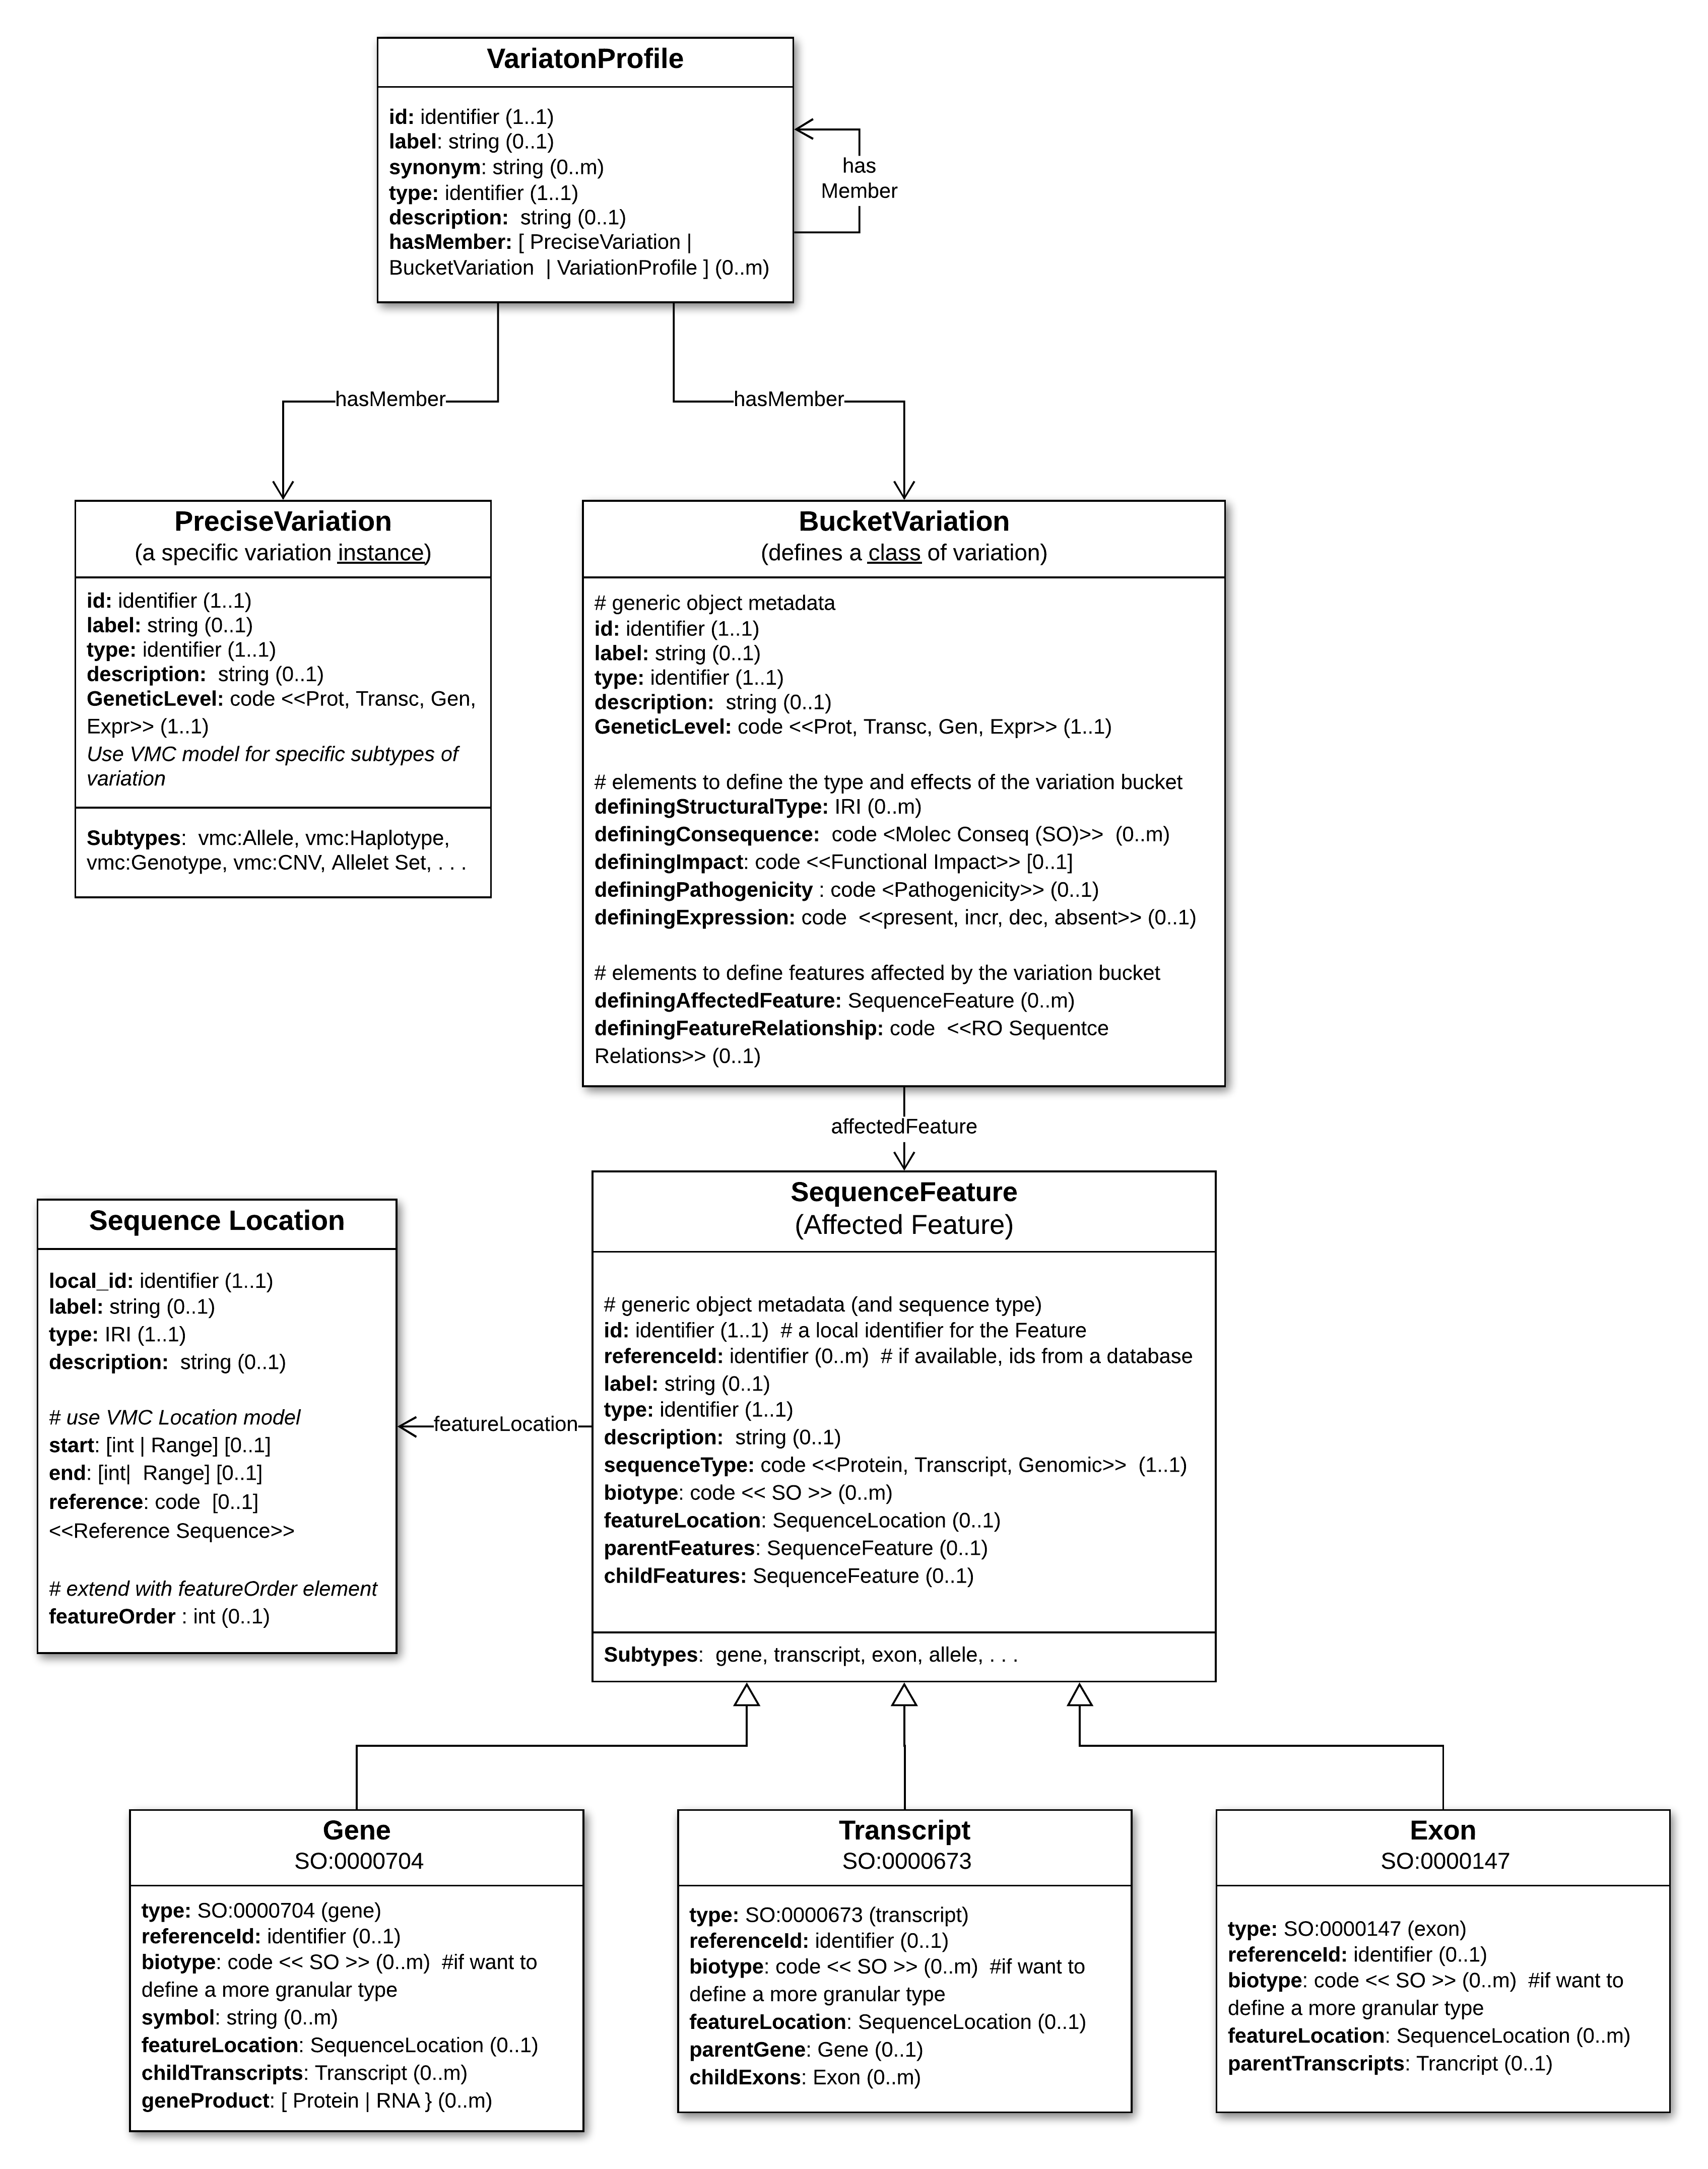 VariatonProfile
id: identifier (1..1)
label: string (0..1)
synonym: string (0..m)
type: identifier (1..1)
description:  string (0..1)
hasMember: [ PreciseVariation |
BucketVariation  | VariationProfile ] (0..m)
has
Member
hasMember
hasMember
PreciseVariation
(a specific variation instance)
id: identifier (1..1)
label: string (0..1)
type: identifier (1..1)
description:  string (0..1)
GeneticLevel: code <<Prot, Transc, Gen,
Expr>> (1..1)
Use VMC model for specific subtypes of
variation
Subtypes:  vmc:Allele, vmc:Haplotype,
vmc:Genotype, vmc:CNV, Allelet Set, . . .
BucketVariation
(defines a class of variation)
# generic object metadata
id: identifier (1..1)
label: string (0..1)
type: identifier (1..1)
description:  string (0..1)
GeneticLevel: code <<Prot, Transc, Gen, Expr>> (1..1)
# elements to define the type and effects of the variation bucket
definingStructuralType: IRI (0..m)
definingConsequence:  code <Molec Conseq (SO)>>  (0..m)
definingImpact: code <<Functional Impact>> [0..1]
definingPathogenicity : code <Pathogenicity>> (0..1)
definingExpression: code  <<present, incr, dec, absent>> (0..1)
# elements to define features affected by the variation bucket
definingAffectedFeature: SequenceFeature (0..m)
definingFeatureRelationship: code  <<RO Sequentce
Relations>> (0..1)
affectedFeature
Sequence Location
local_id: identifier (1..1)
label: string (0..1)
type: IRI (1..1)
description:  string (0..1)
# use VMC Location model
start: [int | Range] [0..1]
end: [int|  Range] [0..1]
reference: code  [0..1]
<<Reference Sequence>>
# extend with featureOrder element
featureOrder : int (0..1)
featureLocation
SequenceFeature
(Affected Feature)
# generic object metadata (and sequence type)
id: identifier (1..1)  # a local identifier for the Feature
referenceId: identifier (0..m)  # if available, ids from a database
label: string (0..1)
type: identifier (1..1)
description:  string (0..1)
sequenceType: code <<Protein, Transcript, Genomic>>  (1..1)
biotype: code << SO >> (0..m)
featureLocation: SequenceLocation (0..1)
parentFeatures: SequenceFeature (0..1)
childFeatures: SequenceFeature (0..1)
Subtypes:  gene, transcript, exon, allele, . . .
Gene
SO:0000704
type: SO:0000704 (gene)
referenceId: identifier (0..1)
biotype: code << SO >> (0..m)  #if want to
define a more granular type
symbol: string (0..m)
featureLocation: SequenceLocation (0..1)
childTranscripts: Transcript (0..m)
geneProduct: [ Protein | RNA } (0..m)
Transcript
SO:0000673
type: SO:0000673 (transcript)
referenceId: identifier (0..1)
biotype: code << SO >> (0..m)  #if want to
define a more granular type
featureLocation: SequenceLocation (0..1)
parentGene: Gene (0..1)
childExons: Exon (0..m)
Exon
SO:0000147
type: SO:0000147 (exon)
referenceId: identifier (0..1)
biotype: code << SO >> (0..m)  #if want to
define a more granular type
featureLocation: SequenceLocation (0..m)
parentTranscripts: Trancript (0..1)